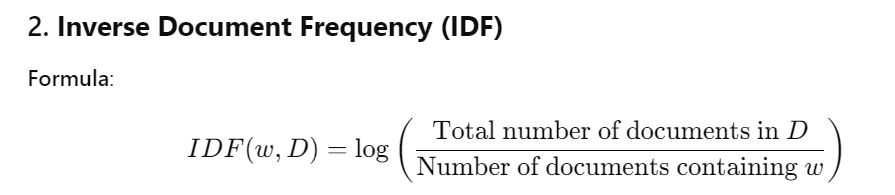 2. Inverse Document Frequency (IDF)
Formula:
IDF(w, D) = log ( Total number of documents in D / Number of documents containing w )